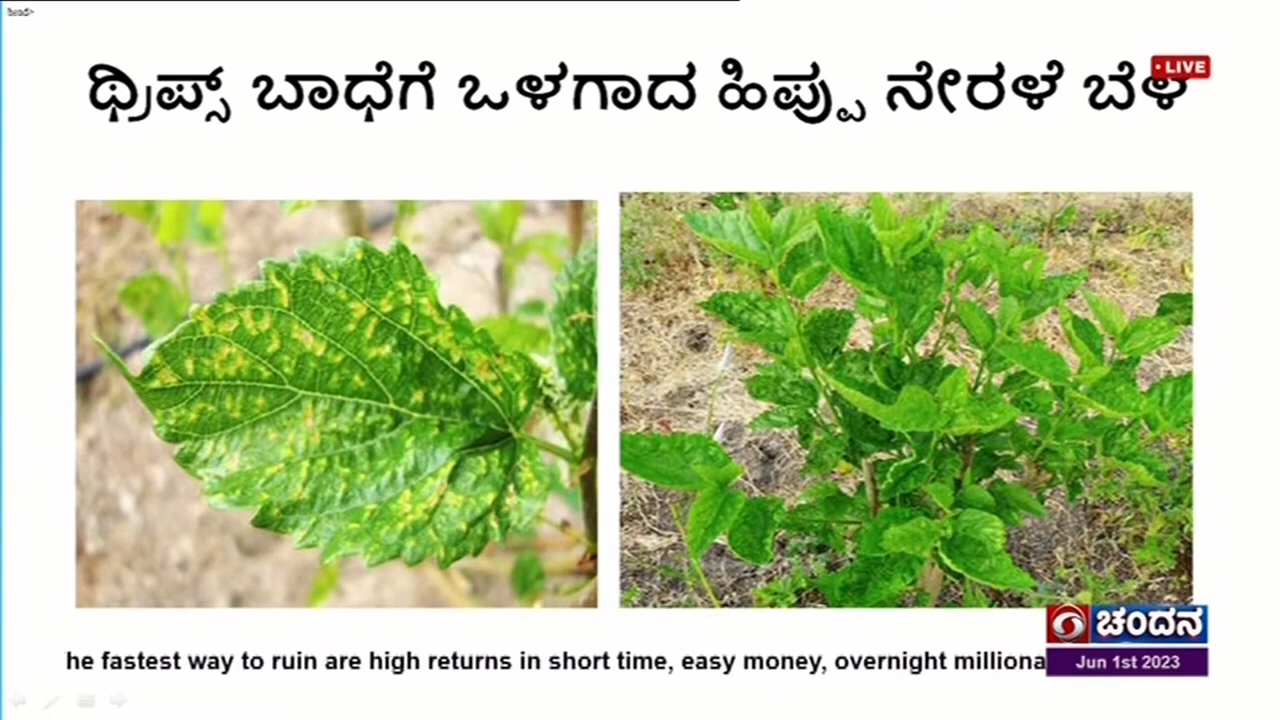 head>
ಥ್ರಿಪ್ಸ್ ಬಾಧೆಗೆ ಒಳಗಾದ ಹಿಪ್ಪು ನೇರಳೆ ಬೆಳೆ
• LIVE
ಚಂದನ
he fastest way to ruin are high returns in short time, easy money, overnight milliona
Jun 1st 2023